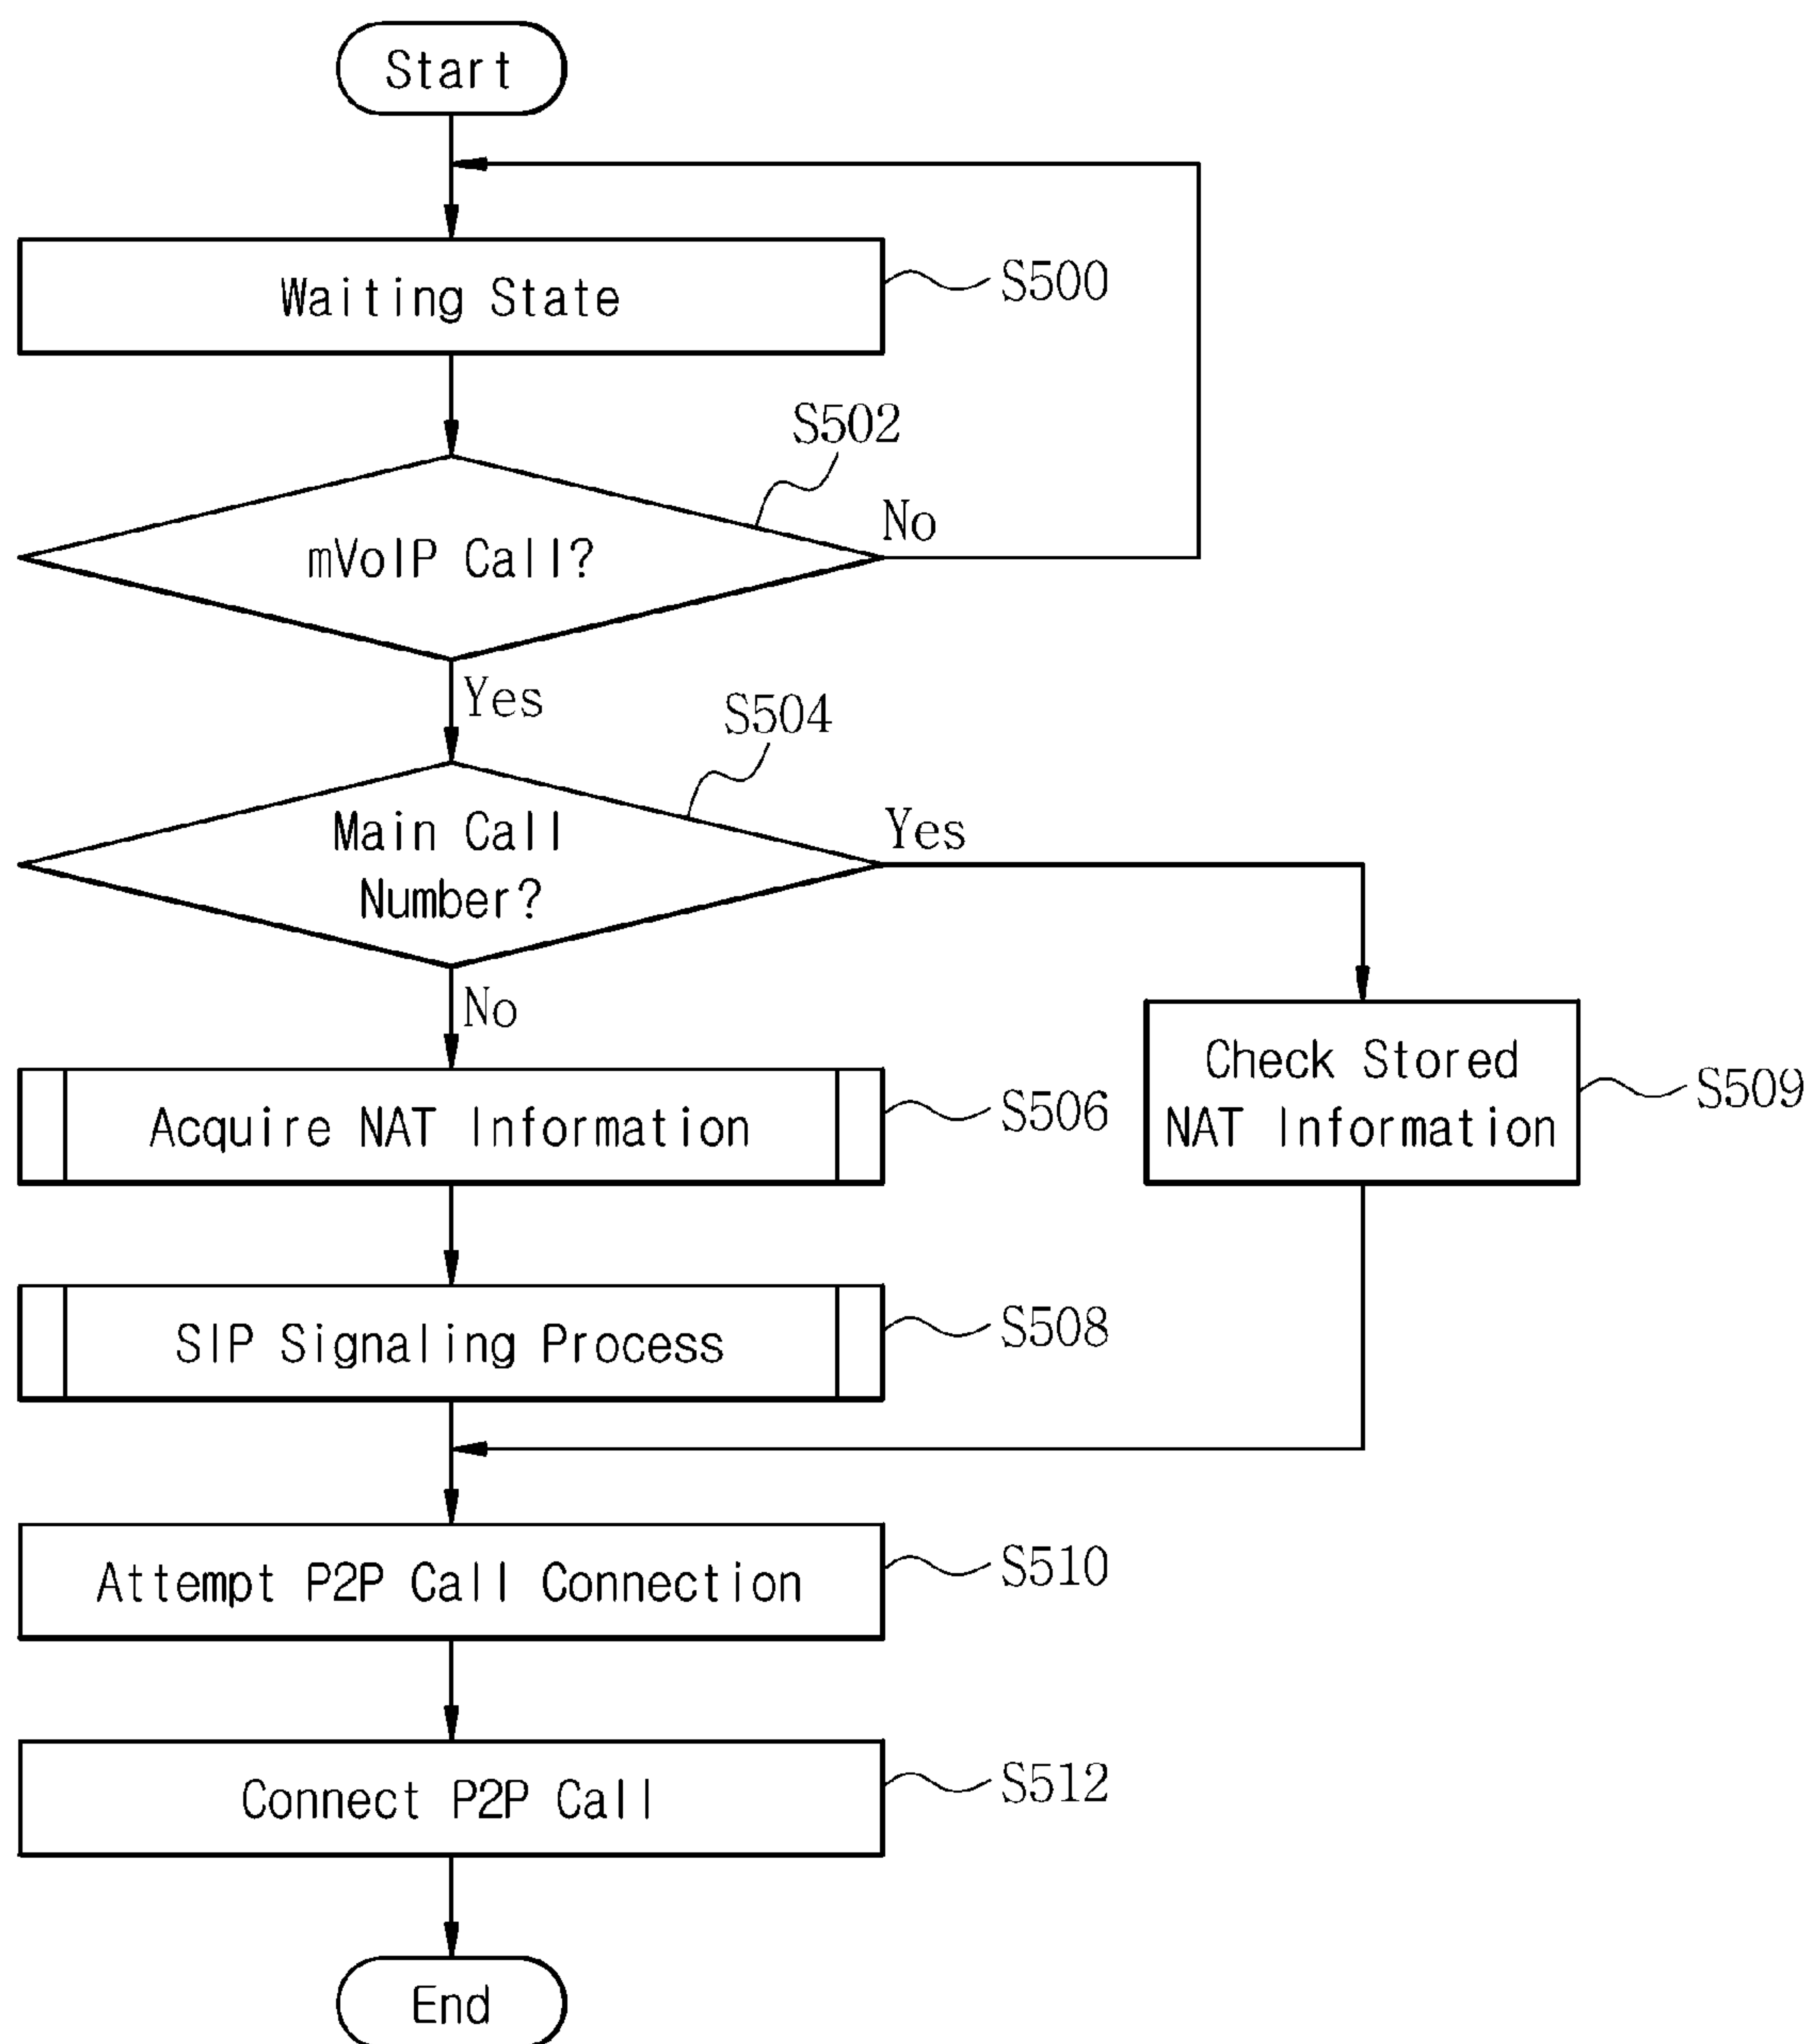 Start
Waiting State
S500
S502
mVoIP Call?
No
Yes
S504
Main Call
Number?
Yes
No
Check Stored
NAT Information
S509
Acquire NAT Information
S506
SIP Signaling Process
S508
Attempt P2P Call Connection
S510
Connect P2P Call
S512
End